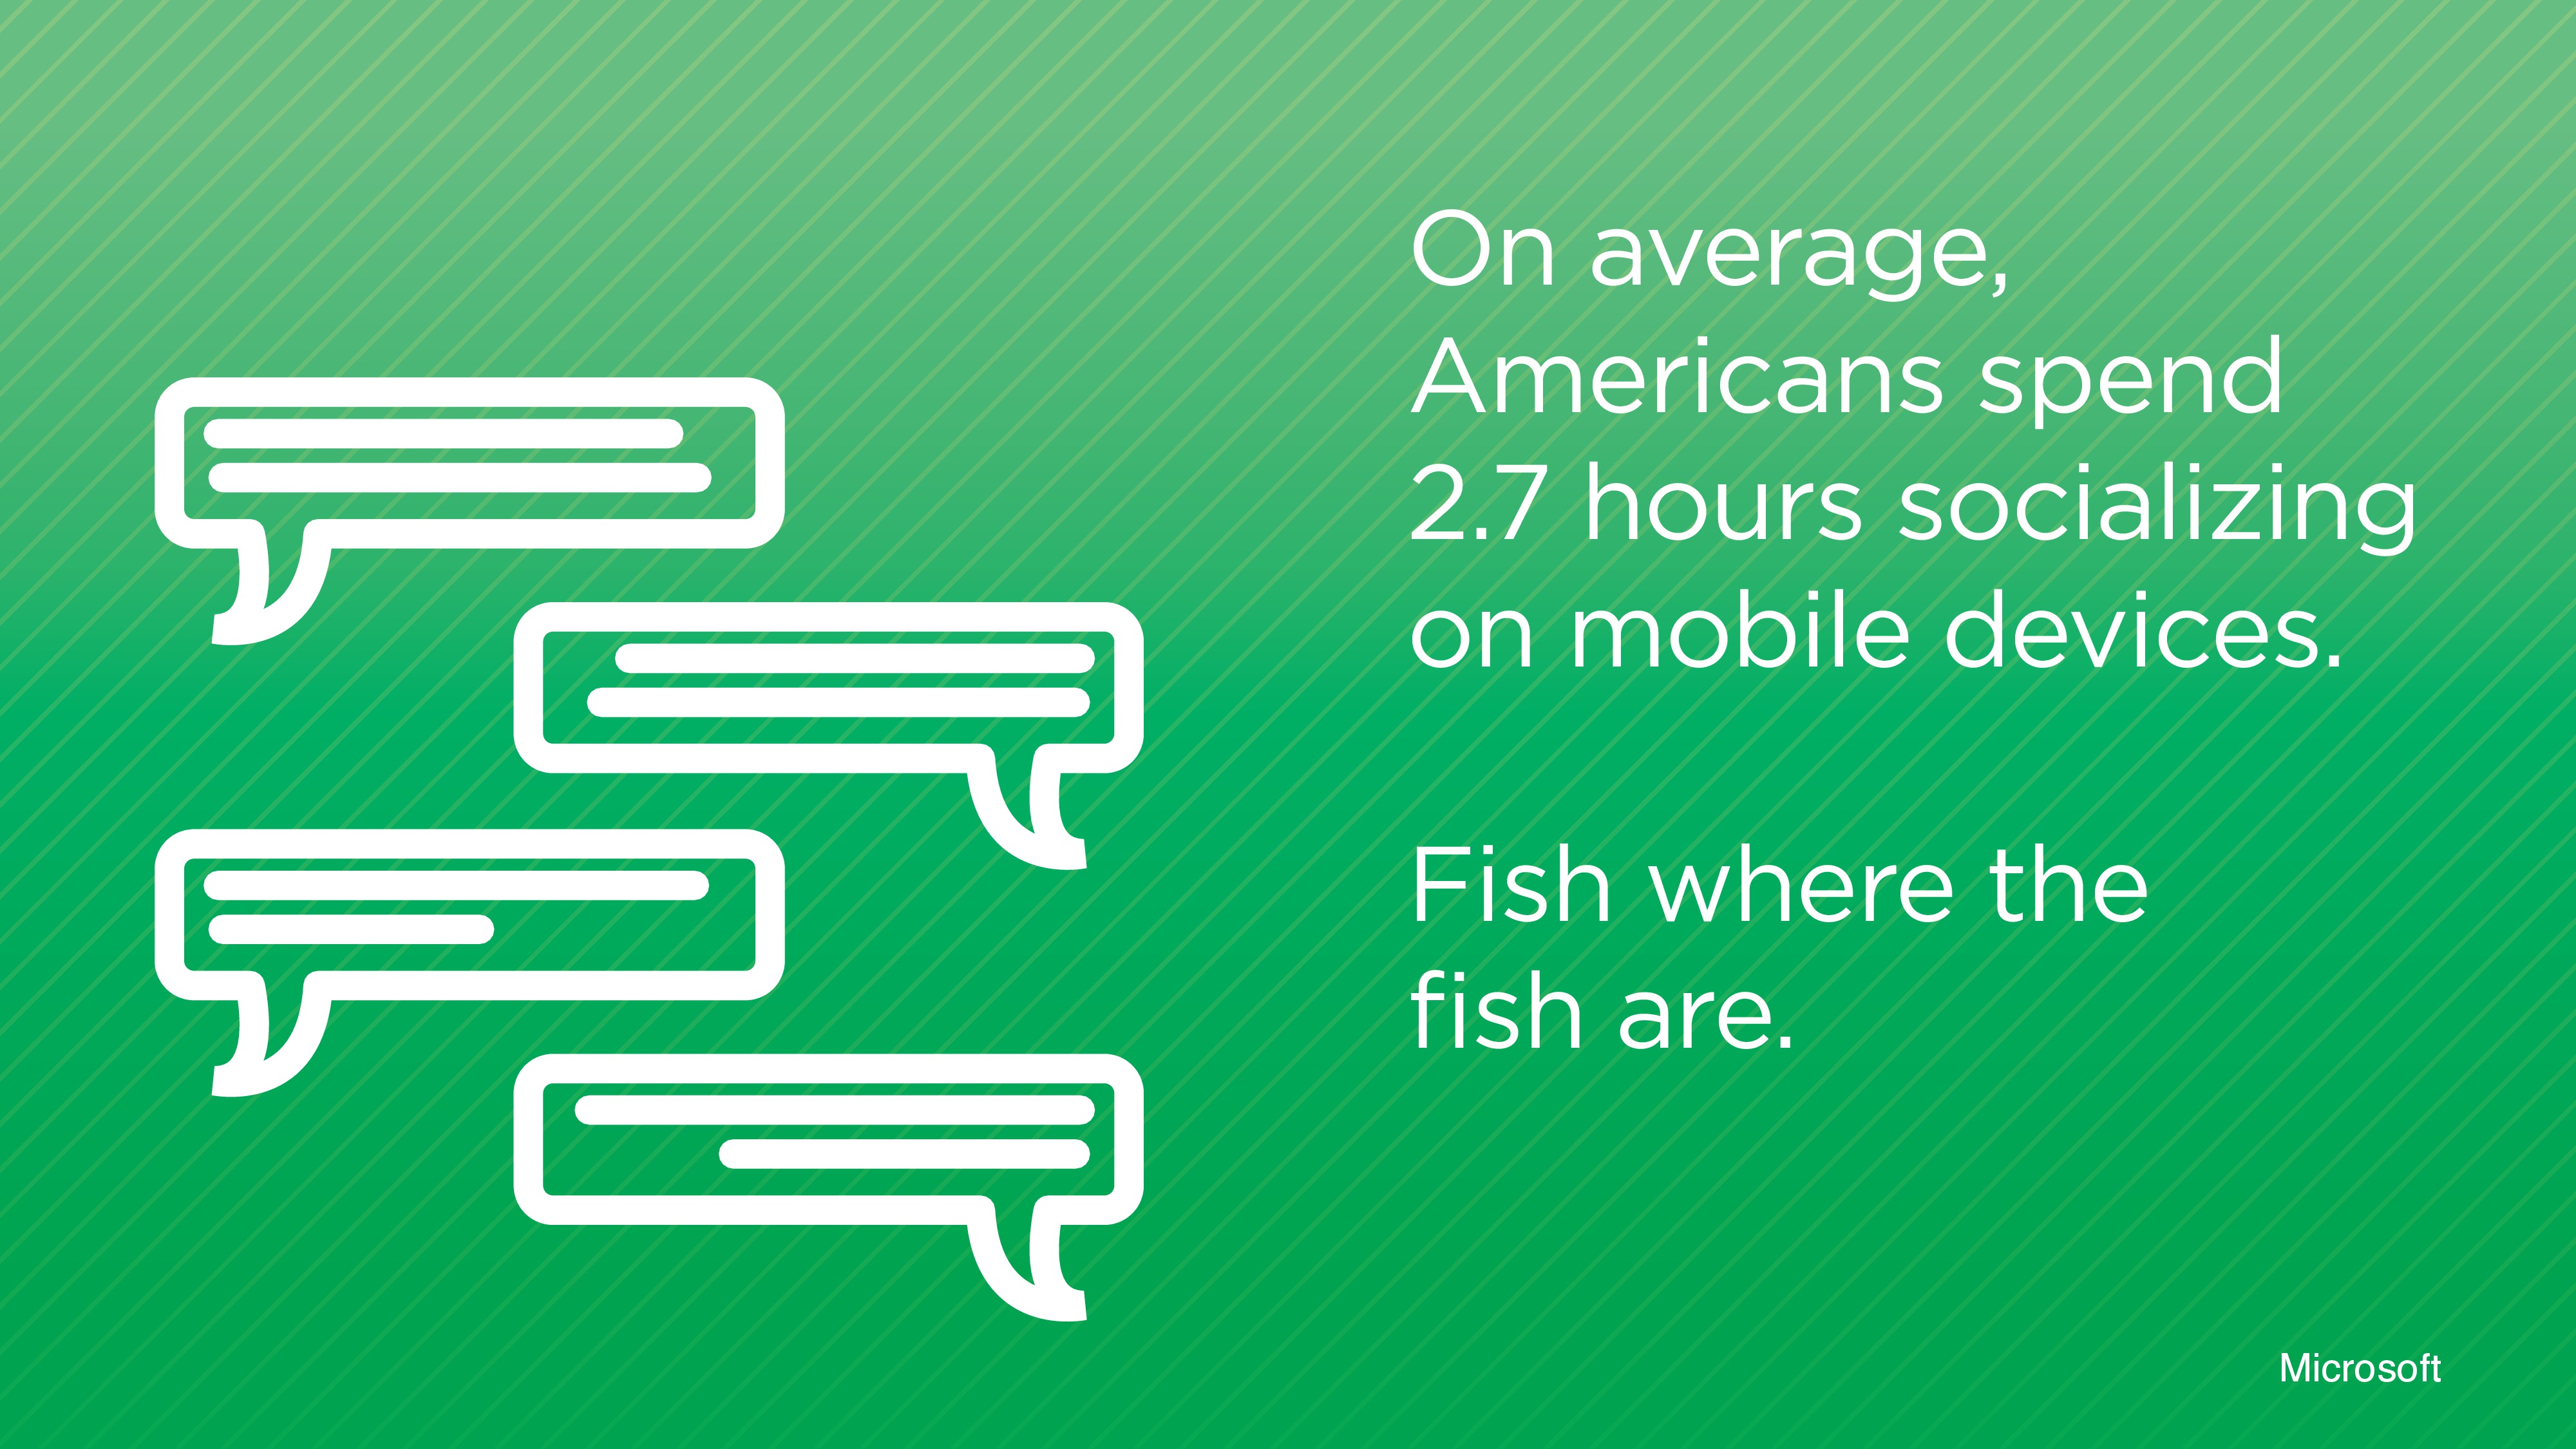 On average,
Americans spend
2.7 hours socializing
on mobile devices.
Fish where the
fish are.
Microsoft